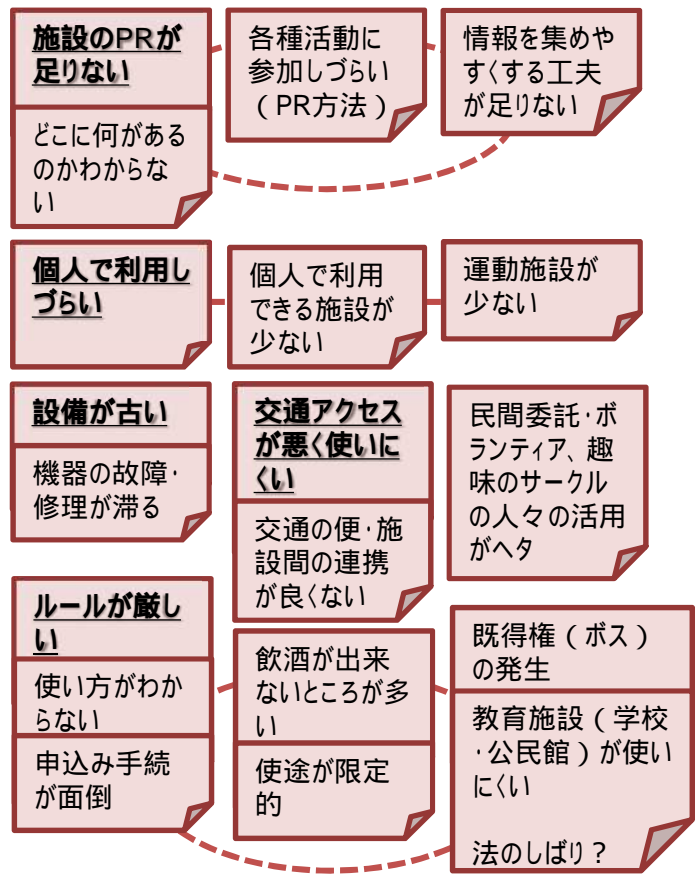 施設のPRが
足りない
どこに何がある
のかわからな
い
各種活動に
参加しづらい
（PR方法）
情報を集めや
すくする工夫
が足りない
個人で利用し
づらい
個人で利用
できる施設が
少ない
運動施設が
少ない
設備が古い
機器の故障・
修理が滞る
交通アクセス
が悪く使いに
くい
交通の便・施
設間の連携
が良くない
民間委託・ボ
ランティア、趣
味のサークル
の人々の活用
がヘタ
ルールが厳し
い
使い方がわか
らない
申込み手続
が面倒
飲酒が出来
ないところが多
い
使途が限定
的
既得権（ボス）
の発生
教育施設（学校
・公民館）が使い
にくい
法のしばり？